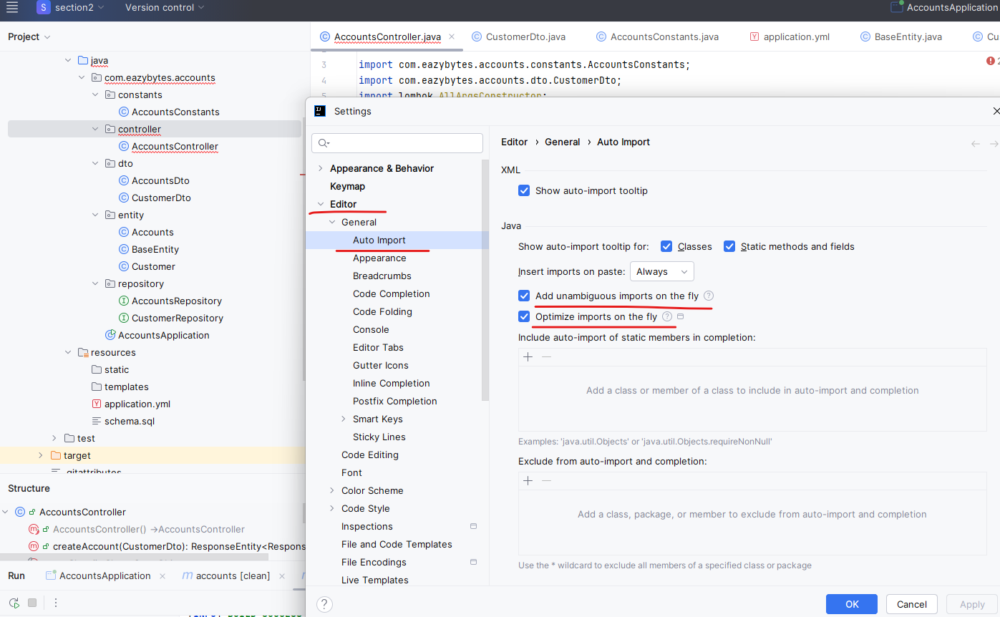 S section2 Version control AccountsApplication
Project
AccountsController.java CustomerDto.java AccountsConstants.java application.yml BaseEntity.java Cu
java
com.eazybytes.accounts
constants
AccountsConstants
controller
AccountsController
dto
AccountsDto
CustomerDto
entity
Accounts
BaseEntity
Customer
repository
AccountsRepository
CustomerRepository
AccountsApplication
resources
static
templates
application.yml
schema.sql
test
target
.gitattributes
Structure
AccountsController
AccountsController() →AccountsController
createAccount(CustomerDto): ResponseEntity<Respons
Run AccountsApplication accounts [clean]
3 import com.eazybytes.accounts.constants.AccountsConstants;
4 import com.eazybytes.accounts.dto.CustomerDto;
5 import lombok.AllArgsConstructor;
2
Settings
Appearance & Behavior
Keymap
Editor
General
Auto Import
Appearance
Breadcrumbs
Code Completion
Code Folding
Console
Editor Tabs
Gutter Icons
Inline Completion
Postfix Completion
Smart Keys
Sticky Lines
Code Editing
Font
Color Scheme
Code Style
Inspections
File and Code Templates
File Encodings
Live Templates
Editor › General › Auto Import
XML
Show auto-import tooltip
Java
Show auto-import tooltip for: Classes Static methods and fields
Insert imports on paste: Always
Add unambiguous imports on the fly ?
Optimize imports on the fly ?
Include auto-import of static members in completion:
Add a class or member of a class to include in auto-import and completion
Examples: 'java.util.Objects' or 'java.util.Objects.requireNonNull'
Exclude from auto-import and completion:
Add a class, package, or member to exclude from auto-import and completion
Use the * wildcard to exclude all members of a specified class or package
? OK Cancel Apply